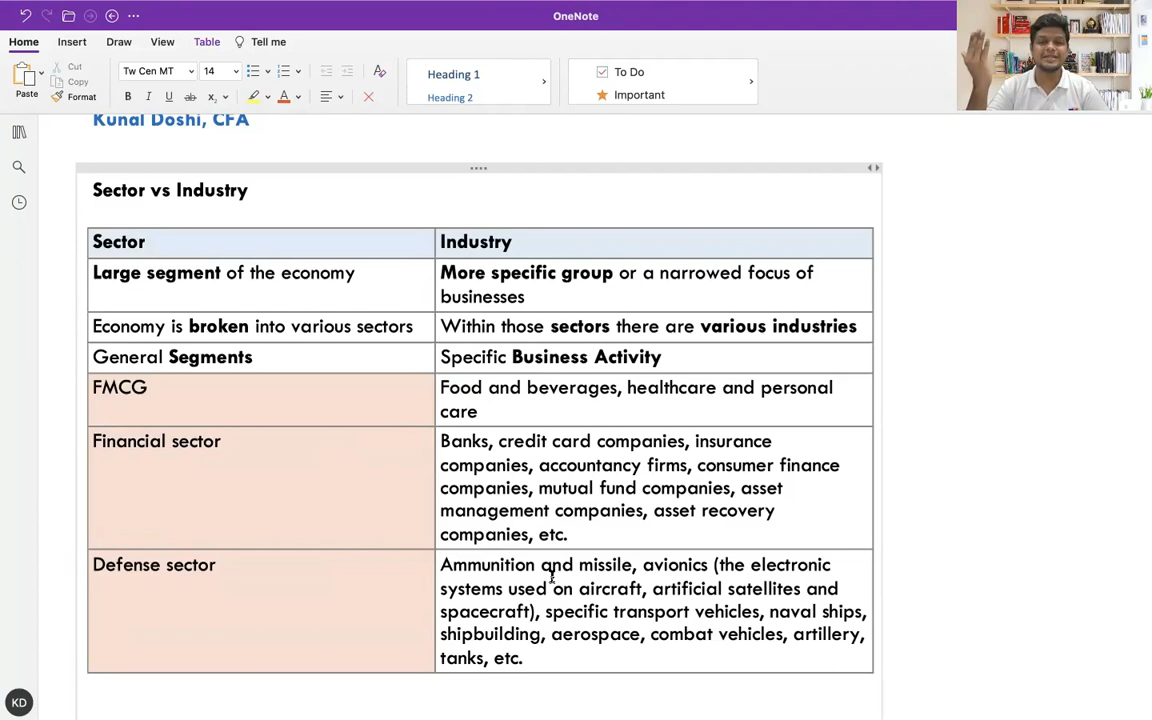 OneNote
Home Insert Draw View Table Tell me
Paste
Cut
Copy
Format
Tw Cen MT 14
B I U ab x₂ A
Heading 1
Heading 2
To Do
Important
Kunal Doshi, CFA
Sector vs Industry
Sector
Industry
Large segment of the economy
More specific group or a narrowed focus of
businesses
Economy is broken into various sectors
Within those sectors there are various industries
General Segments
Specific Business Activity
FMCG
Food and beverages, healthcare and personal
care
Financial sector
Banks, credit card companies, insurance
companies, accountancy firms, consumer finance
companies, mutual fund companies, asset
management companies, asset recovery
companies, etc.
Defense sector
Ammunition and missile, avionics (the electronic
systems used on aircraft, artificial satellites and
spacecraft), specific transport vehicles, naval ships,
shipbuilding, aerospace, combat vehicles, artillery,
tanks, etc.
KD